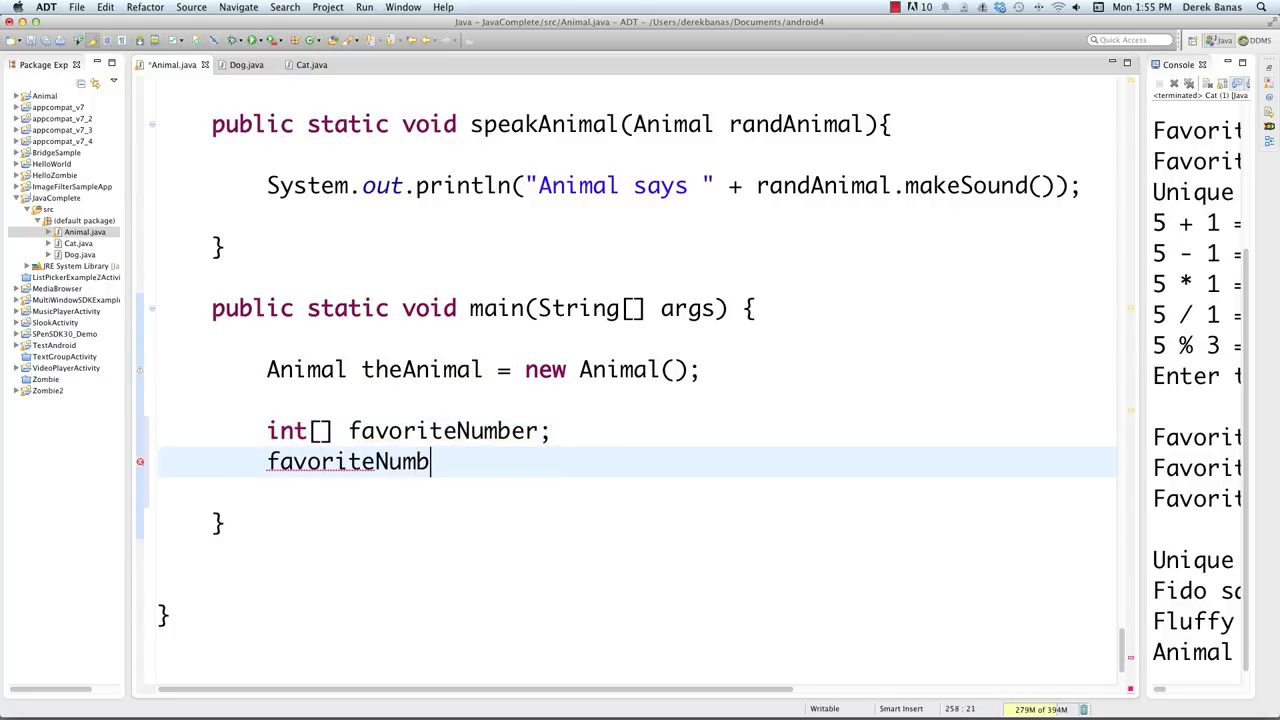 ADT File Edit Refactor Source Navigate Search Project Run Window Help 10 Mon 1:55 PM Derek Banas
Java – JavaComplete/src/Animal.java – ADT – /Users/derekbanas/Documents/android4
Quick Access Java DDMS
Package Exp *Animal.java Dog.java Cat.java Console
<terminated> Cat (1) [Java
Animal
appcompat_v7
appcompat_v7_2
appcompat_v7_3
appcompat_v7_4
BridgeSample
HelloWorld
HelloZombie
ImageFilterSampleApp
JavaComplete
src
(default package)
Animal.java
Cat.java
Dog.java
JRE System Library [Ja
ListPickerExample2Activi
MediaBrowser
MultiWindowSDKExample
MusicPlayerActivity
SlookActivity
SPenSDK30_Demo
TestAndroid
TextGroupActivity
VideoPlayerActivity
Zombie
Zombie2
public static void speakAnimal(Animal randAnimal){
System.out.println("Animal says " + randAnimal.makeSound());
}
public static void main(String[] args) {
Animal theAnimal = new Animal();
int[] favoriteNumber;
favoriteNumb
}
}
Favorit
Favorit
Unique
5 + 1 =
5 - 1 =
5 * 1 =
5 / 1 =
5 % 3 =
Enter t
Favorit
Favorit
Favorit
Unique
Fido sa
Fluffy
Animal
Writable Smart Insert 258 : 21 279M of 394M